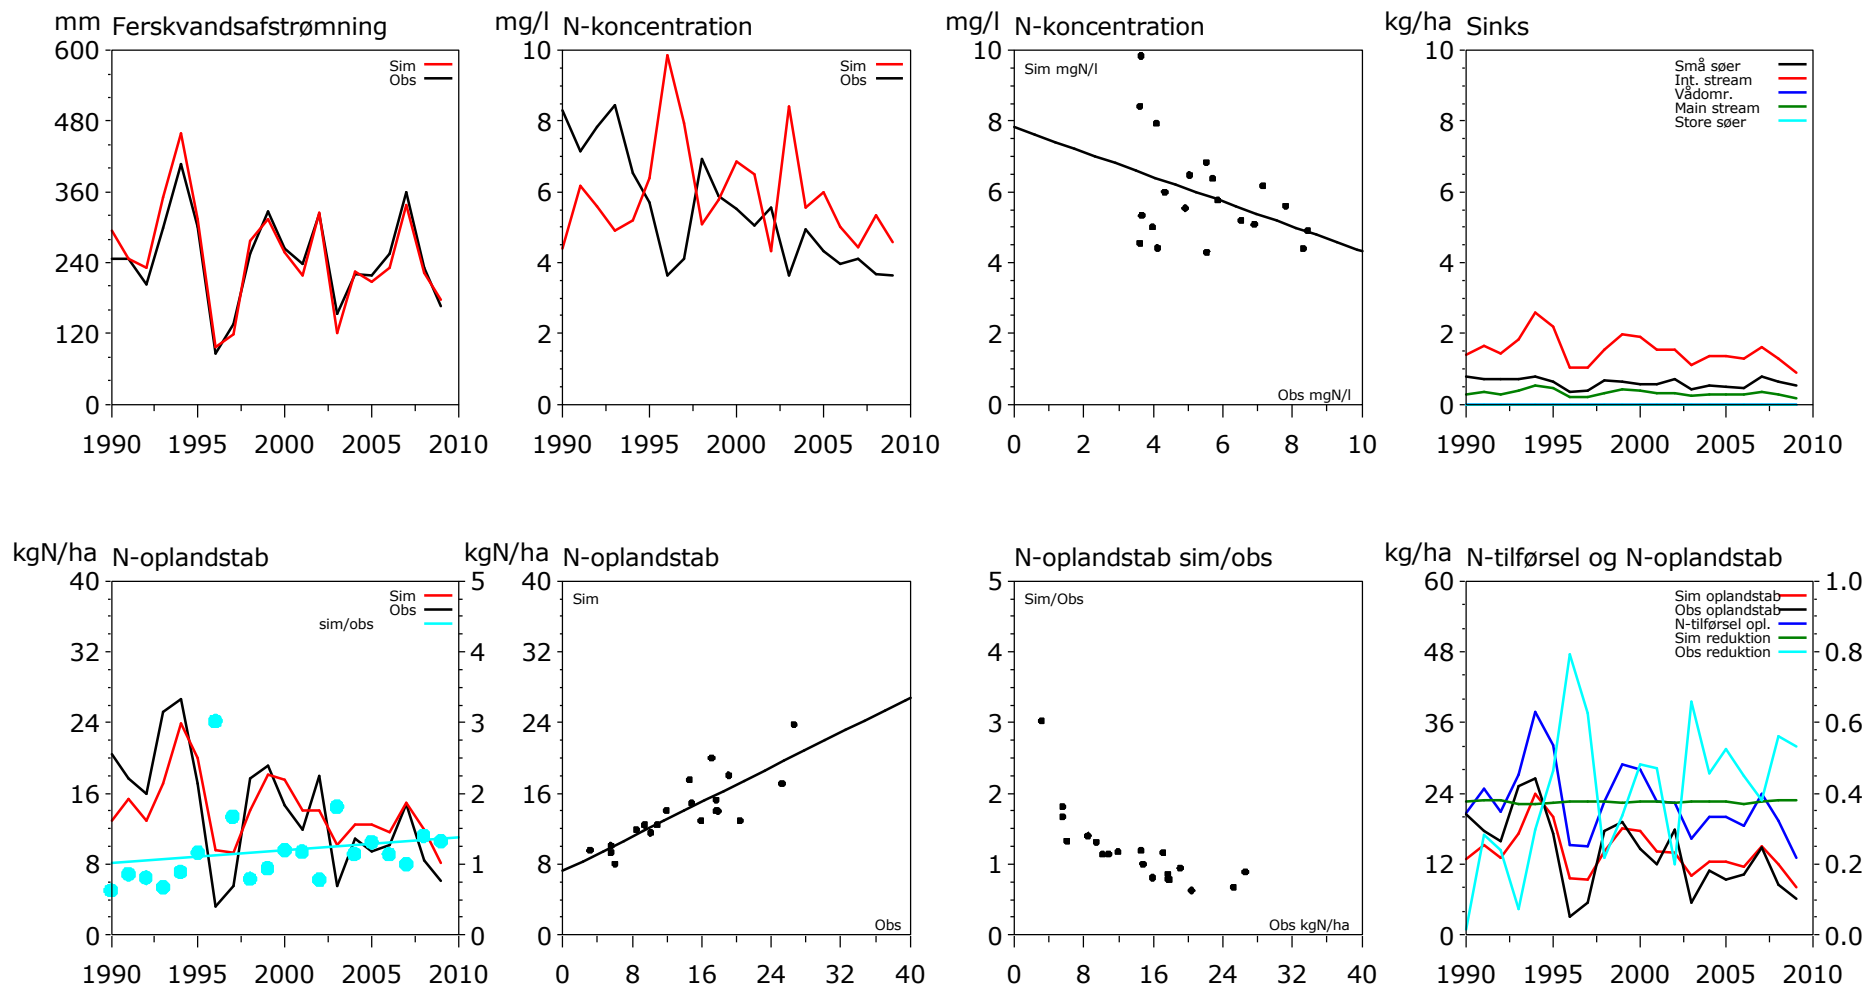 mm Ferskvandsafstrømning
600
480
360
240
120
0
Sim
Obs
1990 1995 2000 2005 2010
mg/l N-koncentration
10
8
6
4
2
0
Sim
Obs
1990 1995 2000 2005 2010
mg/l N-koncentration
10
8
6
4
2
0
Sim mgN/l
Obs mgN/l
0 2 4 6 8 10
kg/ha Sinks
10
8
6
4
2
0
Små søer
Int. stream
Vådomr.
Main stream
Store søer
1990 1995 2000 2005 2010
kgN/ha N-oplandstab
40
32
24
16
8
0
Sim
Obs
sim/obs
5
4
3
2
1
0
1990 1995 2000 2005 2010
kgN/ha N-oplandstab
40
32
24
16
8
0
Sim
Obs
0 8 16 24 32 40
N-oplandstab sim/obs
5
4
3
2
1
0
Sim/Obs
Obs kgN/ha
0 8 16 24 32 40
kg/ha N-tilførsel og N-oplandstab
60
48
36
24
12
0
Sim oplandstab
Obs oplandstab
N-tilførsel opl.
Sim reduktion
Obs reduktion
1.0
0.8
0.6
0.4
0.2
0.0
1990 1995 2000 2005 2010